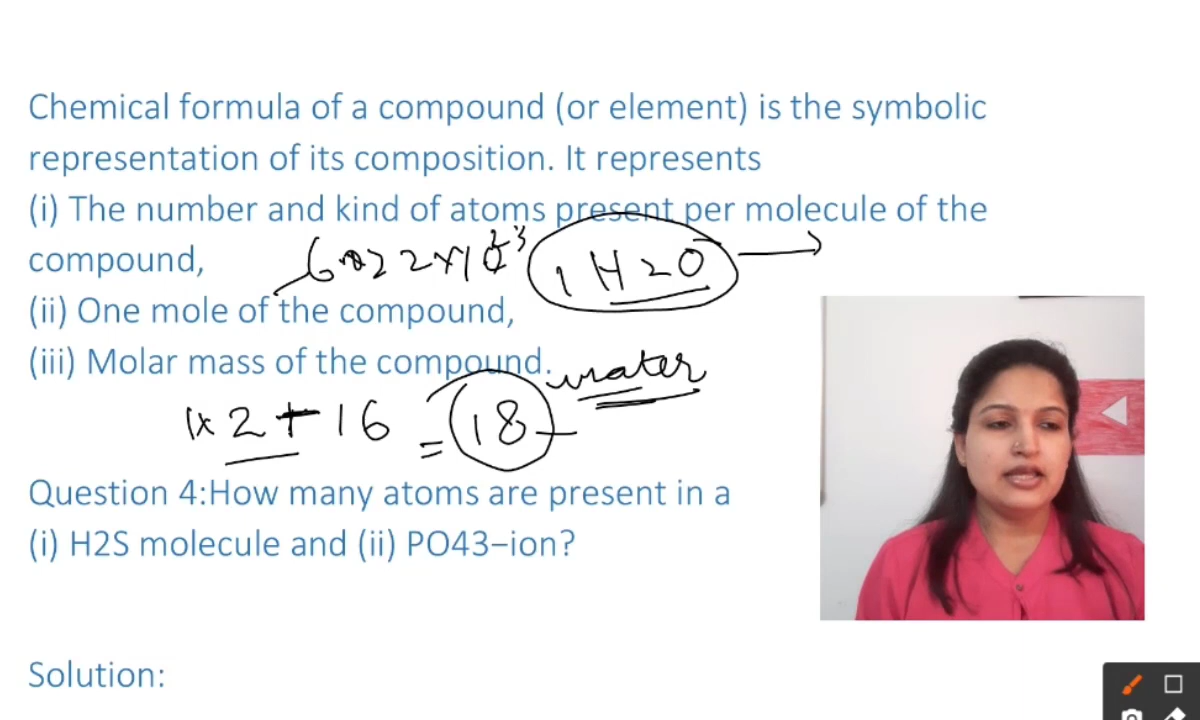 Chemical formula of a compound (or element) is the symbolic
representation of its composition. It represents
(i) The number and kind of atoms present per molecule of the
compound,
6.022×10²³ 1 H2O
(ii) One mole of the compound,
(iii) Molar mass of the compound.
water
1×2+16 = 18
Question 4:How many atoms are present in a
(i) H2S molecule and (ii) PO43−ion?
Solution: